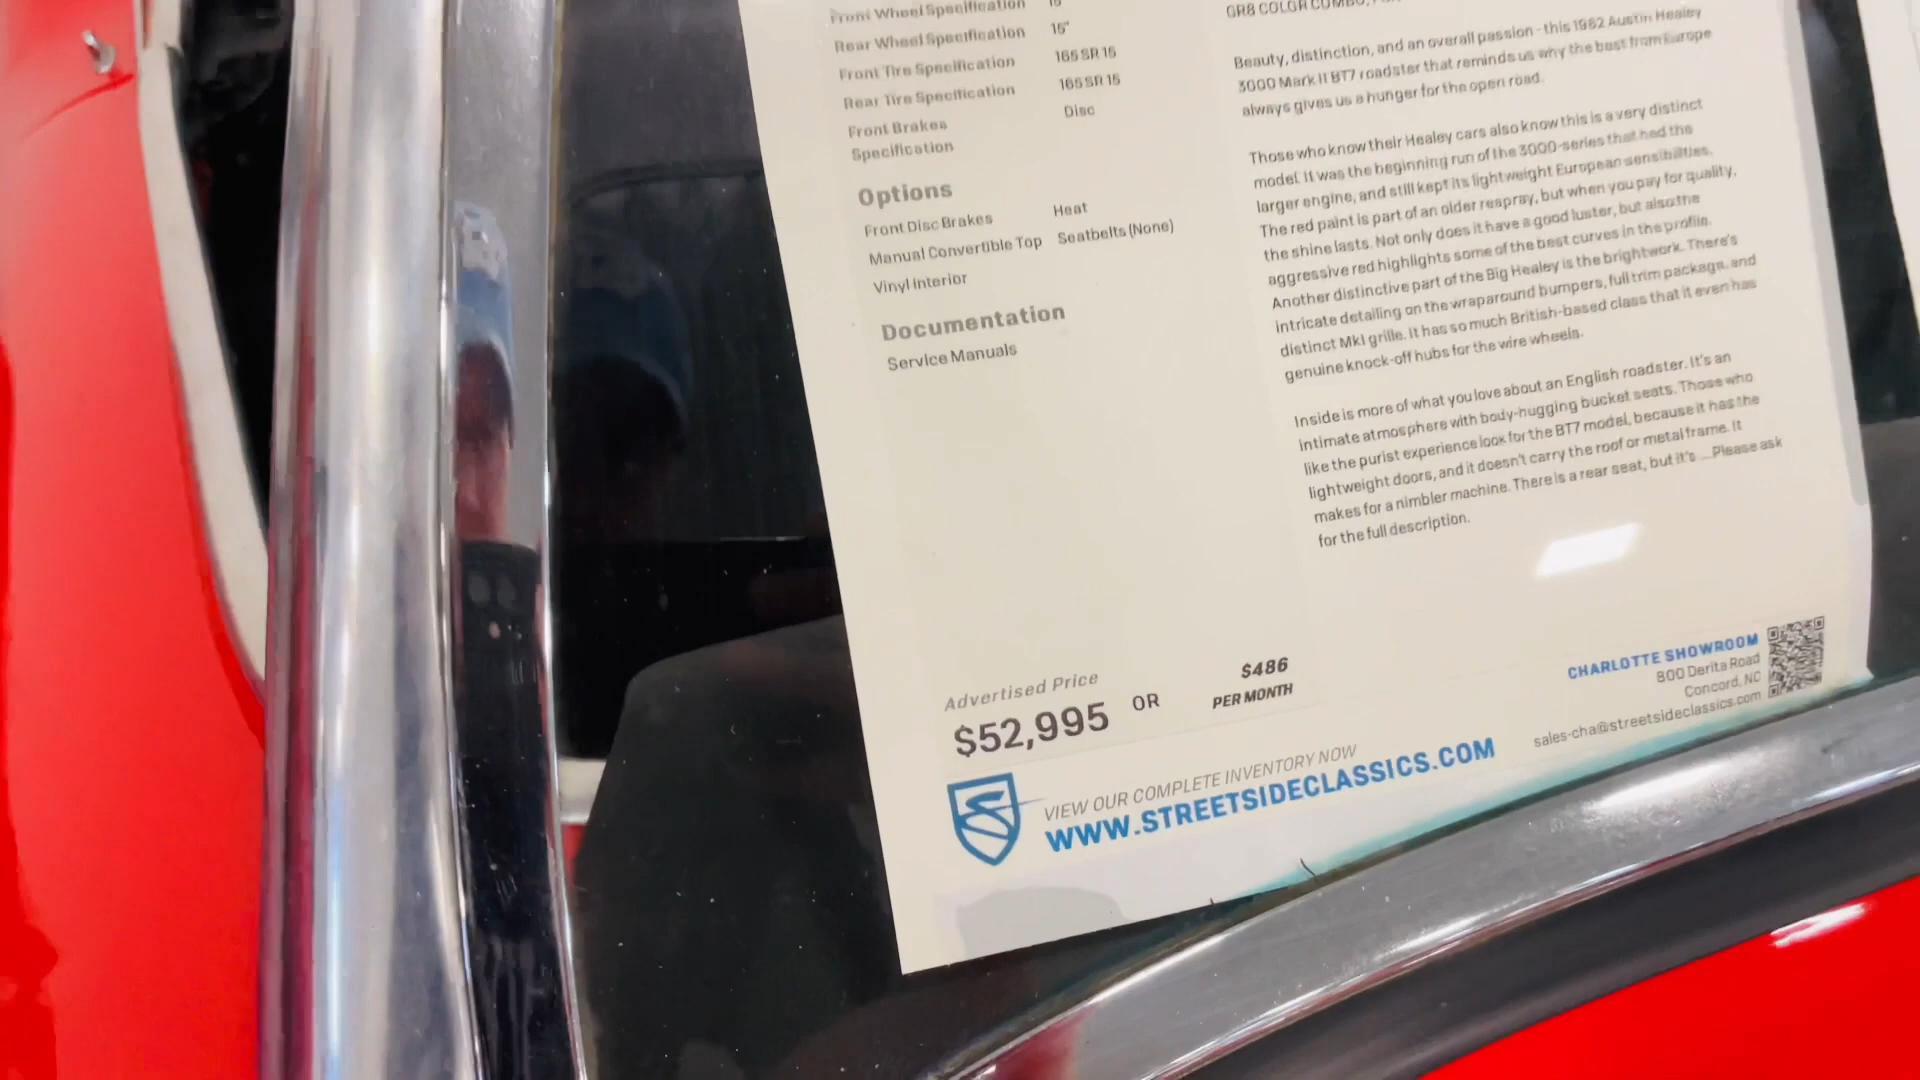 Front Wheel Specification 15"
Rear Wheel Specification 15"
Front Tire Specification 165 SR 15
Rear Tire Specification 165 SR 15
Front Brakes Disc
Specification
Options
Front Disc Brakes Heat
Manual Convertible Top Seatbelts (None)
Vinyl Interior
Documentation
Service Manuals
GR8 COLOR COMBO,
Beauty, distinction, and an overall passion - this 1962 Austin Healey
3000 Mark II BT7 roadster that reminds us why the best from Europe
always gives us a hunger for the open road.
Those who know their Healey cars also know this is a very distinct
model. It was the beginning run of the 3000-series that had the
larger engine, and still kept its lightweight European sensibilities.
The red paint is part of an older respray, but when you pay for quality,
the shine lasts. Not only does it have a good luster, but also the
aggressive red highlights some of the best curves in the profile.
Another distinctive part of the Big Healey is the brightwork. There's
intricate detailing on the wraparound bumpers, full trim package, and
distinct MkI grille. It has so much British-based class that it even has
genuine knock-off hubs for the wire wheels.
Inside is more of what you love about an English roadster. It's an
intimate atmosphere with body-hugging bucket seats. Those who
like the purist experience look for the BT7 model, because it has the
lightweight doors, and it doesn't carry the roof or metal frame. It
makes for a nimbler machine. There is a rear seat, but it's ...Please ask
for the full description.
Advertised Price
$52,995 OR $486
PER MONTH
VIEW OUR COMPLETE INVENTORY NOW
WWW.STREETSIDECLASSICS.COM
CHARLOTTE SHOWROOM
800 Derita Road
Concord, NC
sales-cha@streetsideclassics.com